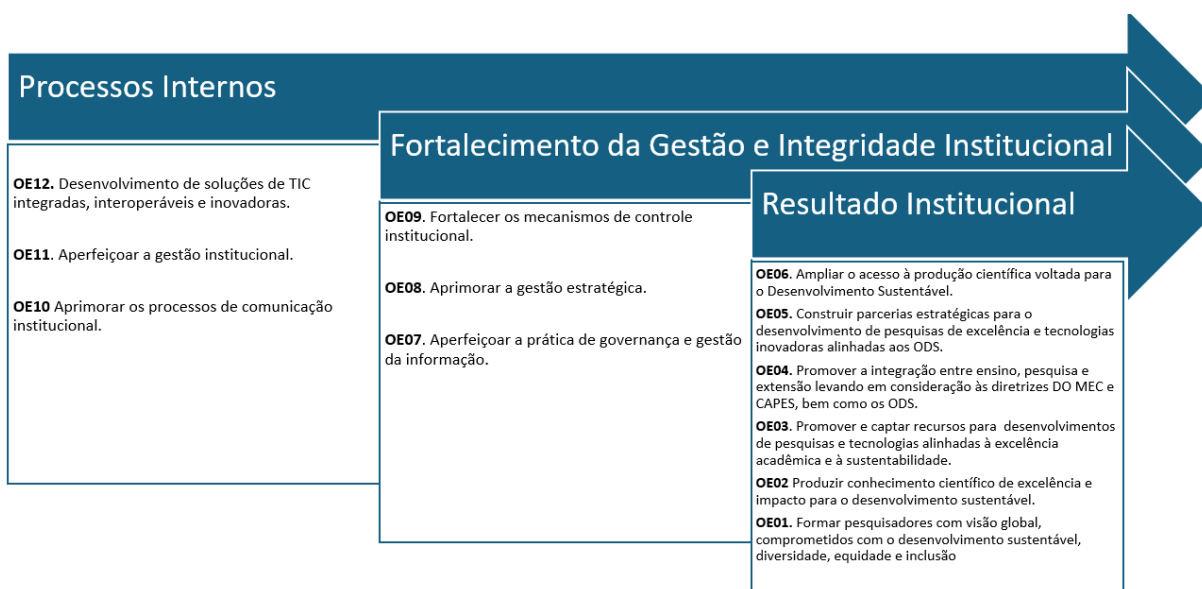 Processos Internos
OE12. Desenvolvimento de soluções de TIC
integradas, interoperáveis e inovadoras.
OE11. Aperfeiçoar a gestão institucional.
OE10 Aprimorar os processos de comunicação
institucional.
Fortalecimento da Gestão e Integridade Institucional
OE09. Fortalecer os mecanismos de controle
institucional.
OE08. Aprimorar a gestão estratégica.
OE07. Aperfeiçoar a prática de governança e gestão
da informação.
Resultado Institucional
OE06. Ampliar o acesso à produção científica voltada para
o Desenvolvimento Sustentável.
OE05. Construir parcerias estratégicas para o
desenvolvimento de pesquisas de excelência e tecnologias
inovadoras alinhadas aos ODS.
OE04. Promover a integração entre ensino, pesquisa e
extensão levando em consideração às diretrizes DO MEC e
CAPES, bem como os ODS.
OE03. Promover e captar recursos para desenvolvimentos
de pesquisas e tecnologias alinhadas à excelência
acadêmica e à sustentabilidade.
OE02 Produzir conhecimento científico de excelência e
impacto para o desenvolvimento sustentável.
OE01. Formar pesquisadores com visão global,
comprometidos com o desenvolvimento sustentável,
diversidade, equidade e inclusão